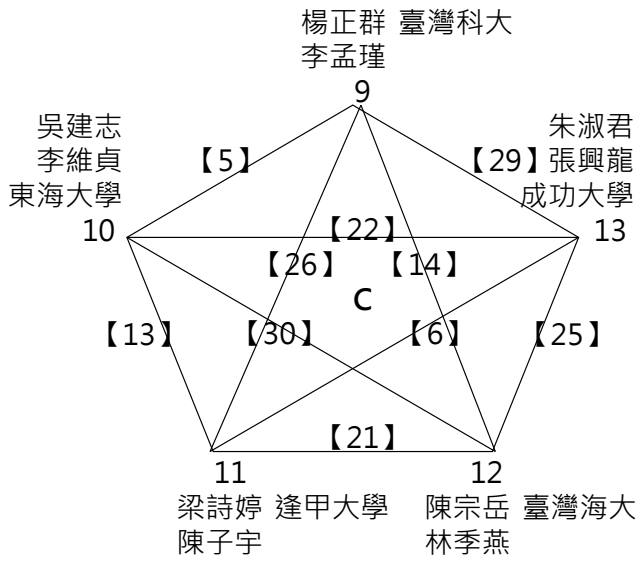 楊正群 臺灣科大
李孟瑾
9
吳建志
李維貞
東海大學
10
朱淑君
張興龍
成功大學
13
【5】
【29】
【22】
【26】
【14】
C
【13】
【30】
【6】
【25】
【21】
11
梁詩婷 逢甲大學
陳子宇
12
陳宗岳 臺灣海大
林季燕